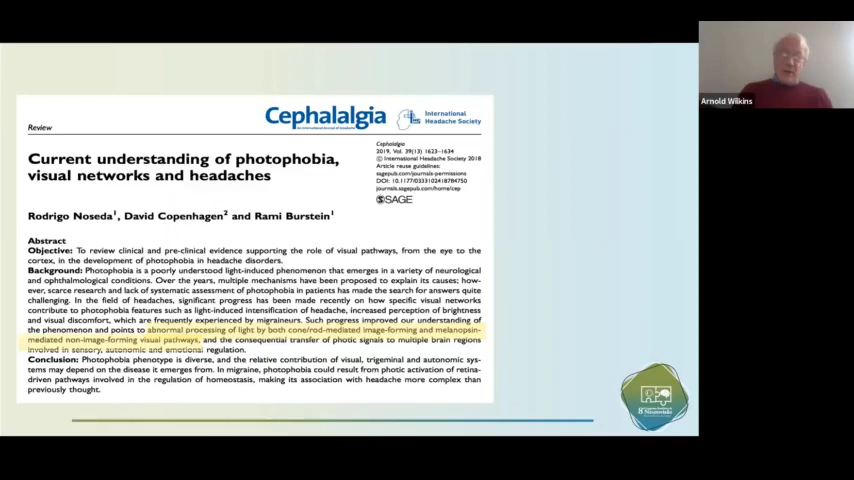 Arnold Wilkins
Cephalalgia
An International Journal of Headache
International
Headache Society
Review
Current understanding of photophobia,
visual networks and headaches
Cephalalgia
2019, Vol. 39(13) 1623–1634
© International Headache Society 2018
Article reuse guidelines:
sagepub.com/journals-permissions
DOI: 10.1177/0333102418784750
journals.sagepub.com/home/cep
SAGE
Rodrigo Noseda1, David Copenhagen2 and Rami Burstein1
Abstract
Objective: To review clinical and pre-clinical evidence supporting the role of visual pathways, from the eye to the
cortex, in the development of photophobia in headache disorders.
Background: Photophobia is a poorly understood light-induced phenomenon that emerges in a variety of neurological
and ophthalmological conditions. Over the years, multiple mechanisms have been proposed to explain its causes; how-
ever, scarce research and lack of systematic assessment of photophobia in patients has made the search for answers quite
challenging. In the field of headaches, significant progress has been made recently on how specific visual networks
contribute to photophobia features such as light-induced intensification of headache, increased perception of brightness
and visual discomfort, which are frequently experienced by migraineurs. Such progress improved our understanding of
the phenomenon and points to abnormal processing of light by both cone/rod-mediated image-forming and melanopsin-
mediated non-image-forming visual pathways, and the consequential transfer of photic signals to multiple brain regions
involved in sensory, autonomic and emotional regulation.
Conclusion: Photophobia phenotype is diverse, and the relative contribution of visual, trigeminal and autonomic sys-
tems may depend on the disease it emerges from. In migraine, photophobia could result from photic activation of retina-
driven pathways involved in the regulation of homeostasis, making its association with headache more complex than
previously thought.